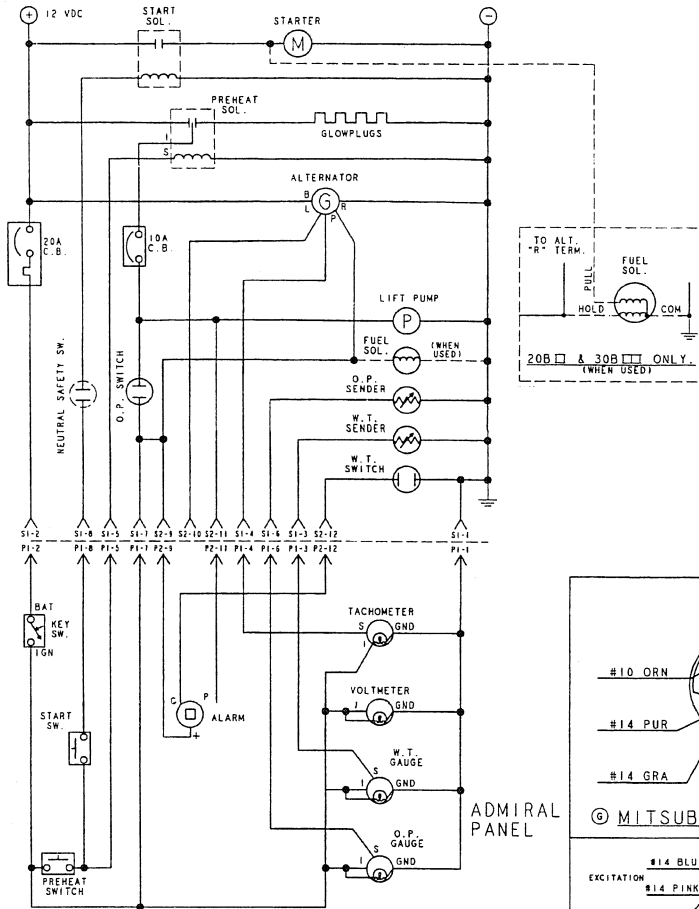 + 12 VDC
START SOL.
STARTER
M
−
PREHEAT SOL.
I
S
GLOWPLUGS
ALTERNATOR
B
L
G
R
P
20A C.B.
10A C.B.
TO ALT. "R" TERM.
FUEL SOL.
PULL
HOLD
COM
20B & 30B ONLY.
(WHEN USED)
LIFT PUMP
P
FUEL SOL.
(WHEN USED)
O.P. SENDER
W.T. SENDER
W.T. SWITCH
NEUTRAL SAFETY SW.
O.P. SWITCH
S1-2 S1-8 S1-5 S1-7 S2-9 S2-10 S2-11 S1-4 S1-6 S1-3 S2-12 S1-1
P1-2 P1-8 P1-5 P1-7 P2-9 P2-11 P1-4 P1-6 P1-3 P2-12 P1-1
BAT
KEY SW.
IGN
START SW.
PREHEAT SWITCH
P
ALARM
+
TACHOMETER
S GND
I
VOLTMETER
I GND
W.T. GAUGE
S
I GND
O.P. GAUGE
S
I GND
ADMIRAL PANEL
#10 ORN
#14 PUR
#14 GRA
G MITSUB
#14 BLU
EXCITATION
#14 PINK